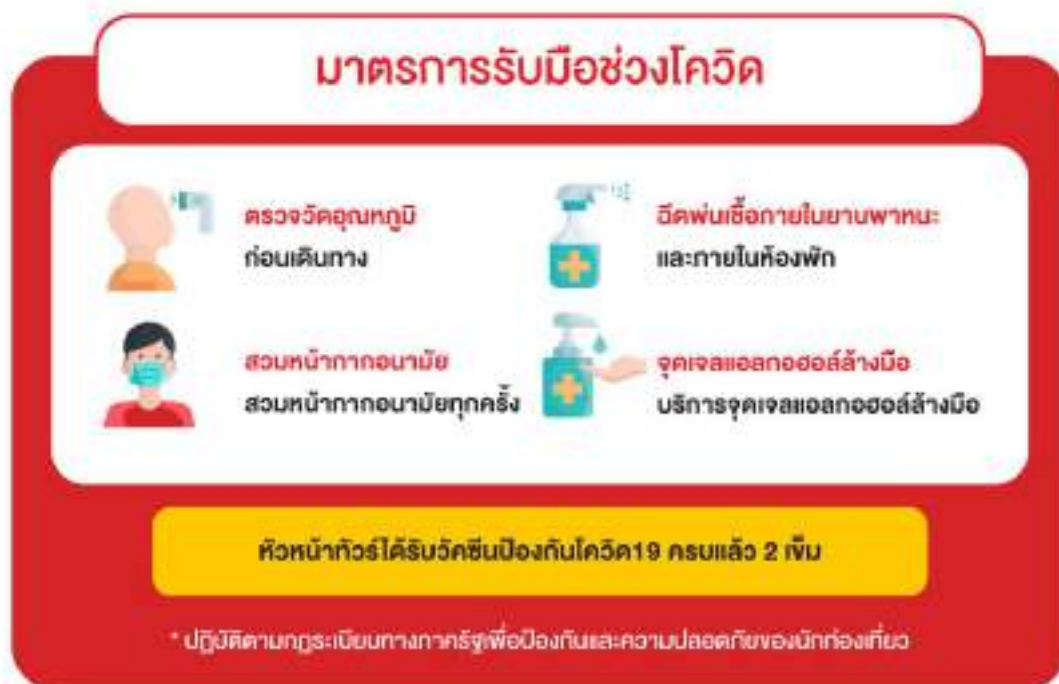 มาตรการรับมือช่วงโควิด
ตรวจวัดอุณหภูมิ
ก่อนเดินทาง
ฉีดพ่นเชื้อภายในยานพาหนะ
และภายในห้องพัก
สวมหน้ากากอนามัย
สวมหน้ากากอนามัยทุกครั้ง
จุดเจลแอลกอฮอล์ล้างมือ
บริการจุดเจลแอลกอฮอล์ล้างมือ
หัวหน้าทัวร์ได้รับวัคซีนป้องกันโควิด19 ครบแล้ว 2 เข็ม
* ปฏิบัติตามกฎระเบียบทางภาครัฐเพื่อป้องกันและความปลอดภัยของนักท่องเที่ยว